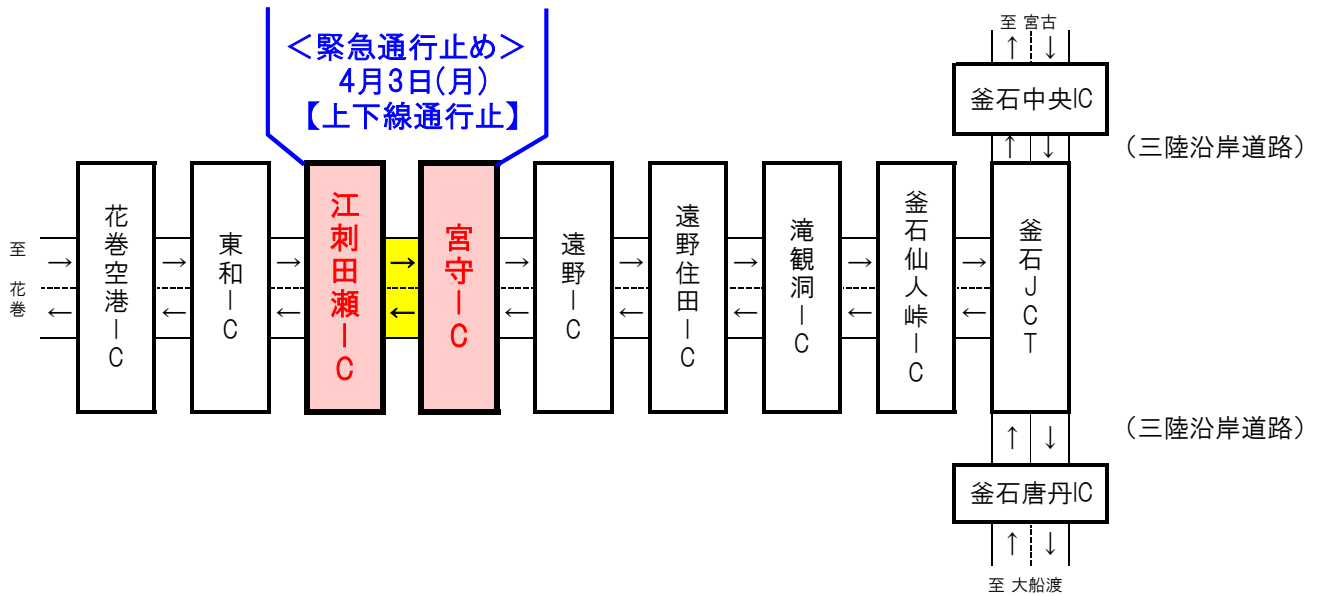 至 宮古
↑ ↓
＜緊急通行止め＞
4月3日(月)
【上下線通行止】
釜石中央IC
↑ ↓
（三陸沿岸道路）
至 花巻
→
←
花巻空港IC
→
←
東和IC
→
←
江刺田瀬IC
→
←
宮守IC
→
←
遠野IC
→
←
遠野住田IC
→
←
滝観洞IC
→
←
釜石仙人峠IC
→
←
釜石JCT
↑ ↓
（三陸沿岸道路）
釜石唐丹IC
↑ ↓
至 大船渡